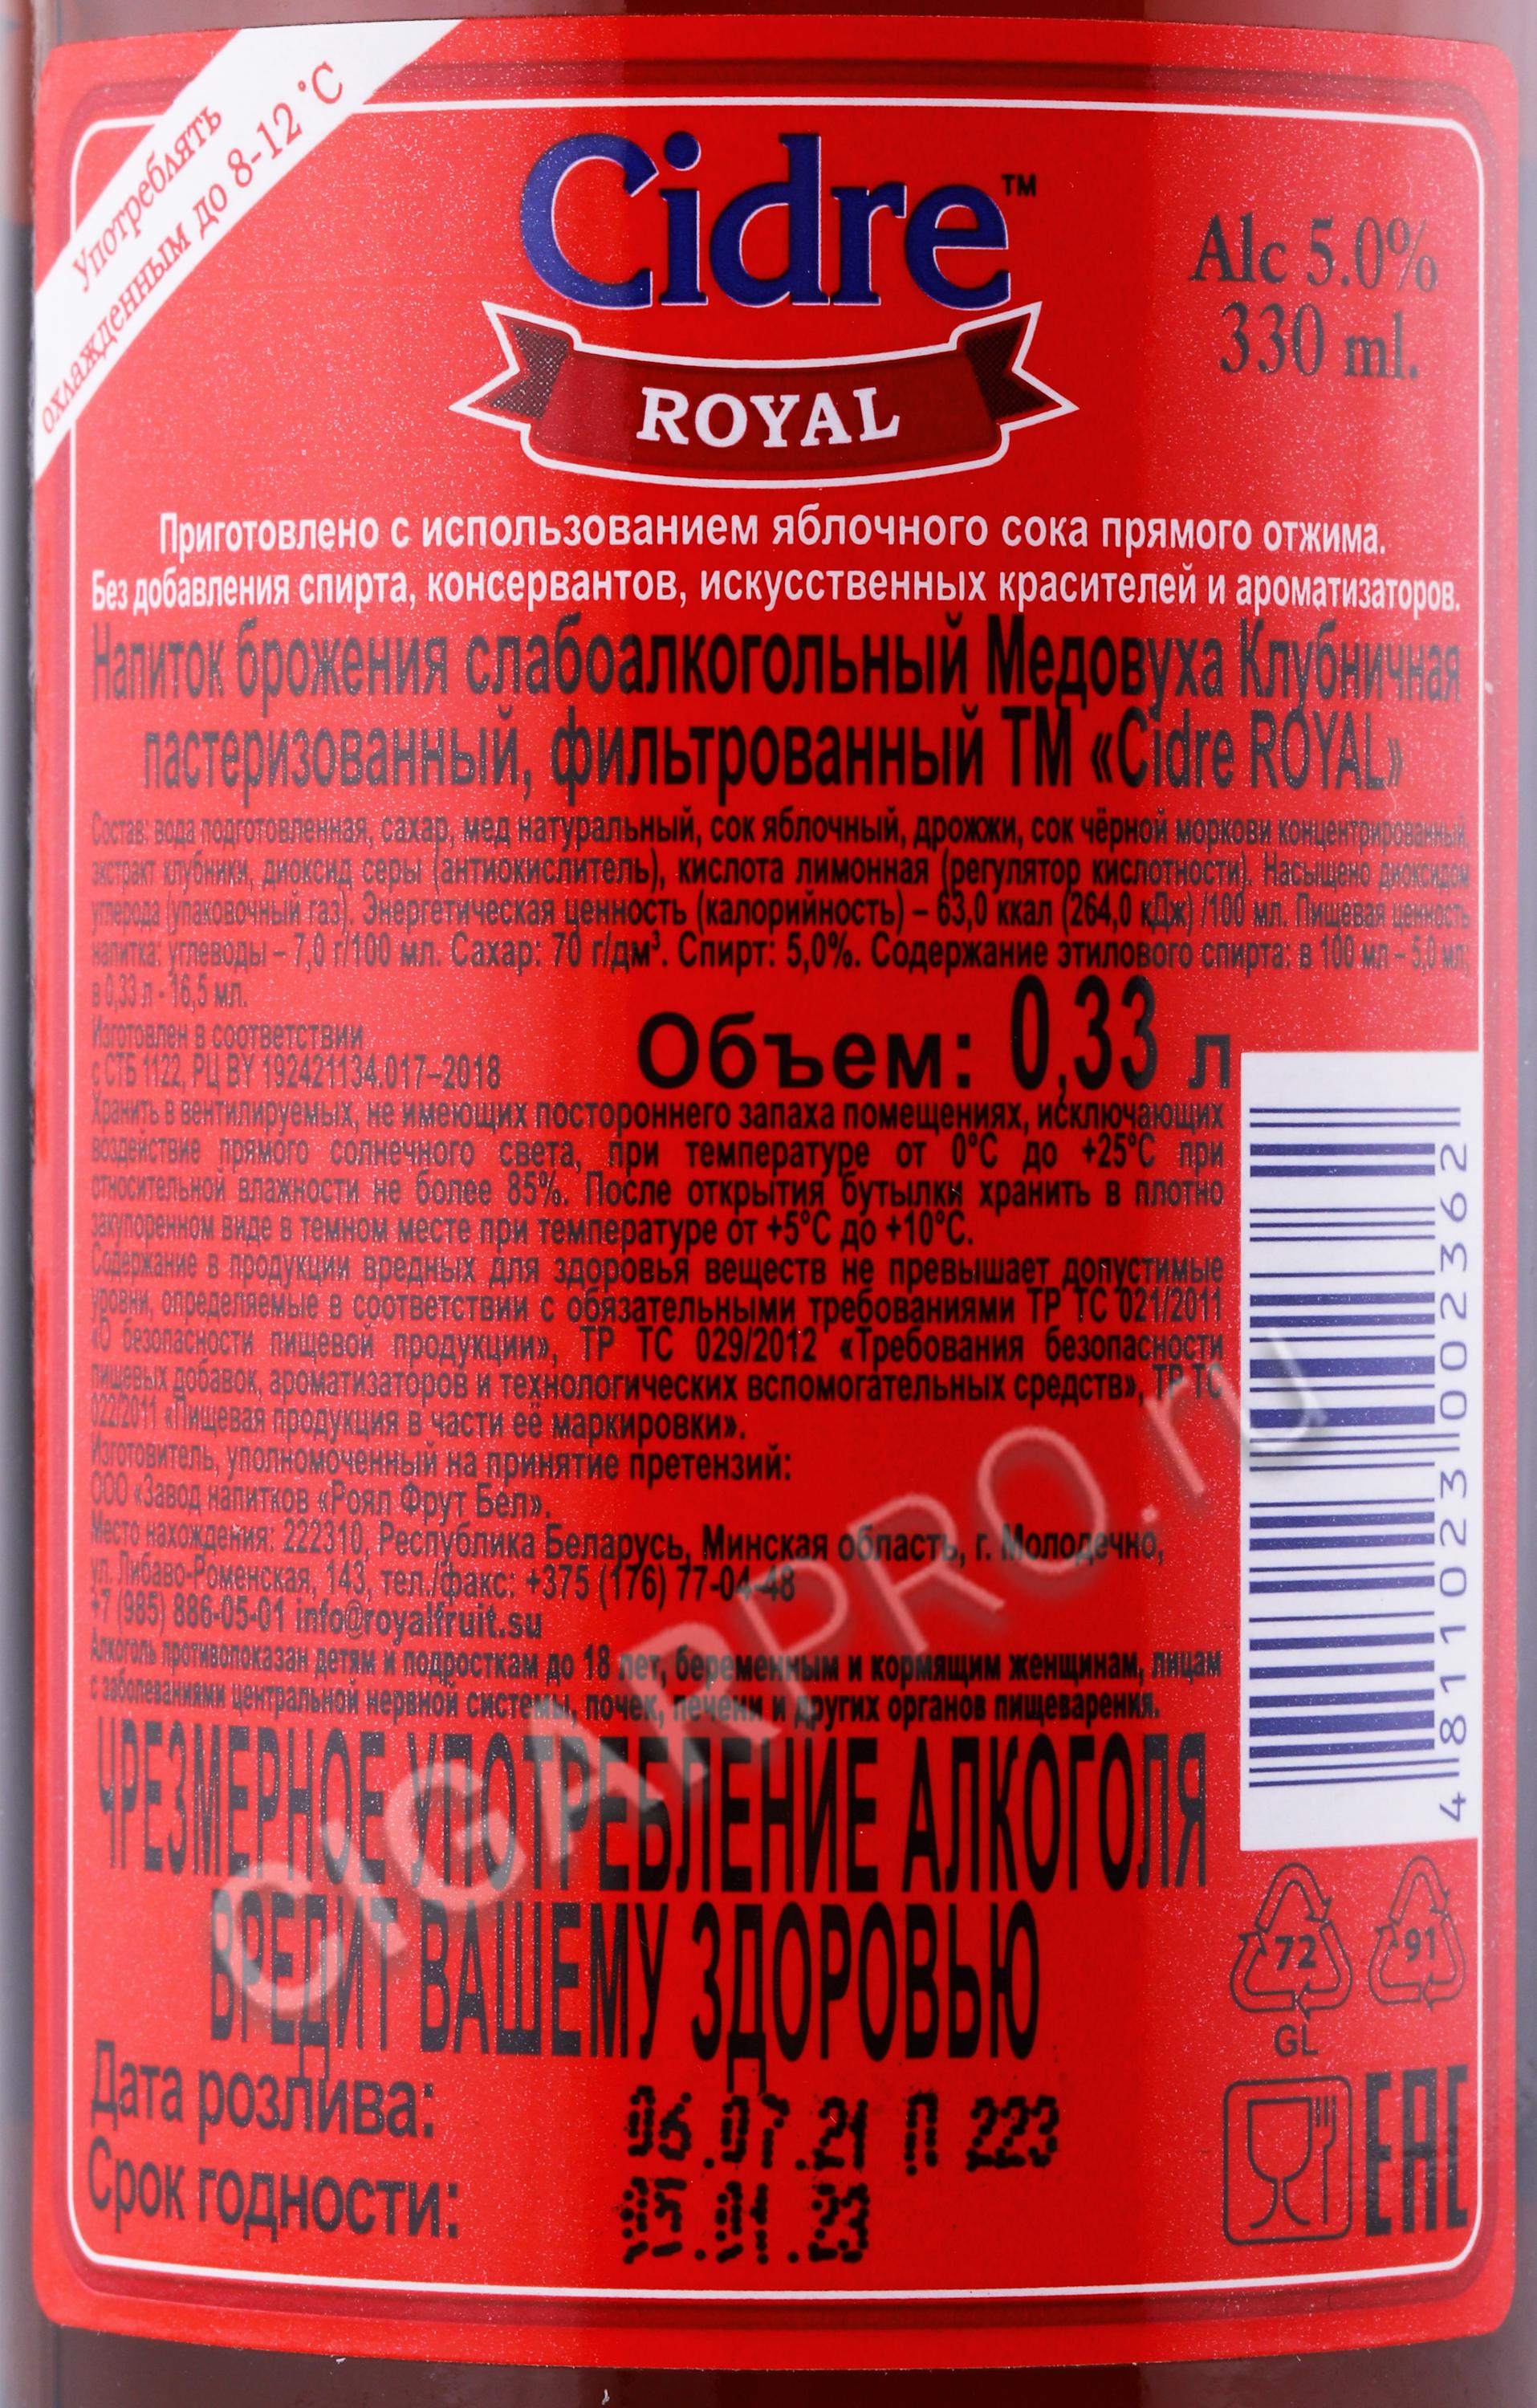 Употреблять
охлажденным до 8-12 °C
Cidre™
ROYAL
Alc 5.0%
330 ml.
Приготовлено с использованием яблочного сока прямого отжима.
Без добавления спирта, консервантов, искусственных красителей и ароматизаторов.
Напиток брожения слабоалкогольный Медовуха Клубничная
пастеризованный, фильтрованный ТМ «Cidre ROYAL»
Состав: вода подготовленная, сахар, мед натуральный, сок яблочный, дрожжи, сок чёрной моркови концентрированный,
экстракт клубники, диоксид серы (антиокислитель), кислота лимонная (регулятор кислотности). Насыщено диоксидом
углерода (упаковочный газ). Энергетическая ценность (калорийность) – 63,0 ккал (264,0 кДж) /100 мл. Пищевая ценность
напитка: углеводы – 7,0 г/100 мл. Сахар: 70 г/дм³. Спирт: 5,0%. Содержание этилового спирта: в 100 мл – 5,0 мл;
в 0,33 л - 16,5 мл.
Изготовлен в соответствии
с СТБ 1122, РЦ BY 192421134.017–2018
Объем: 0,33 л
Хранить в вентилируемых, не имеющих постороннего запаха помещениях, исключающих
воздействие прямого солнечного света, при температуре от 0°С до +25°С при
относительной влажности не более 85%. После открытия бутылки хранить в плотно
закупоренном виде в темном месте при температуре от +5°С до +10°С.
Содержание в продукции вредных для здоровья веществ не превышает допустимые
уровни, определяемые в соответствии с обязательными требованиями ТР ТС 021/2011
«О безопасности пищевой продукции», ТР ТС 029/2012 «Требования безопасности
пищевых добавок, ароматизаторов и технологических вспомогательных средств», ТР ТС
022/2011 «Пищевая продукция в части её маркировки».
Изготовитель, уполномоченный на принятие претензий:
ООО «Завод напитков «Роял Фрут Бел».
Место нахождения: 222310, Республика Беларусь, Минская область, г. Молодечно,
ул. Либаво-Роменская, 143, тел./факс: +375 (176) 77-04-48
+7 (985) 886-05-01 info@royalfruit.su
Алкоголь противопоказан детям и подросткам до 18 лет, беременным и кормящим женщинам, лицам
с заболеваниями центральной нервной системы, почек, печени и других органов пищеварения.
ЧРЕЗМЕРНОЕ УПОТРЕБЛЕНИЕ АЛКОГОЛЯ
ВРЕДИТ ВАШЕМУ ЗДОРОВЬЮ
Дата розлива: 06.07.21 П 223
Срок годности:
4 811023 002362
72
GL
91
EAC
CIGARPRO.ru